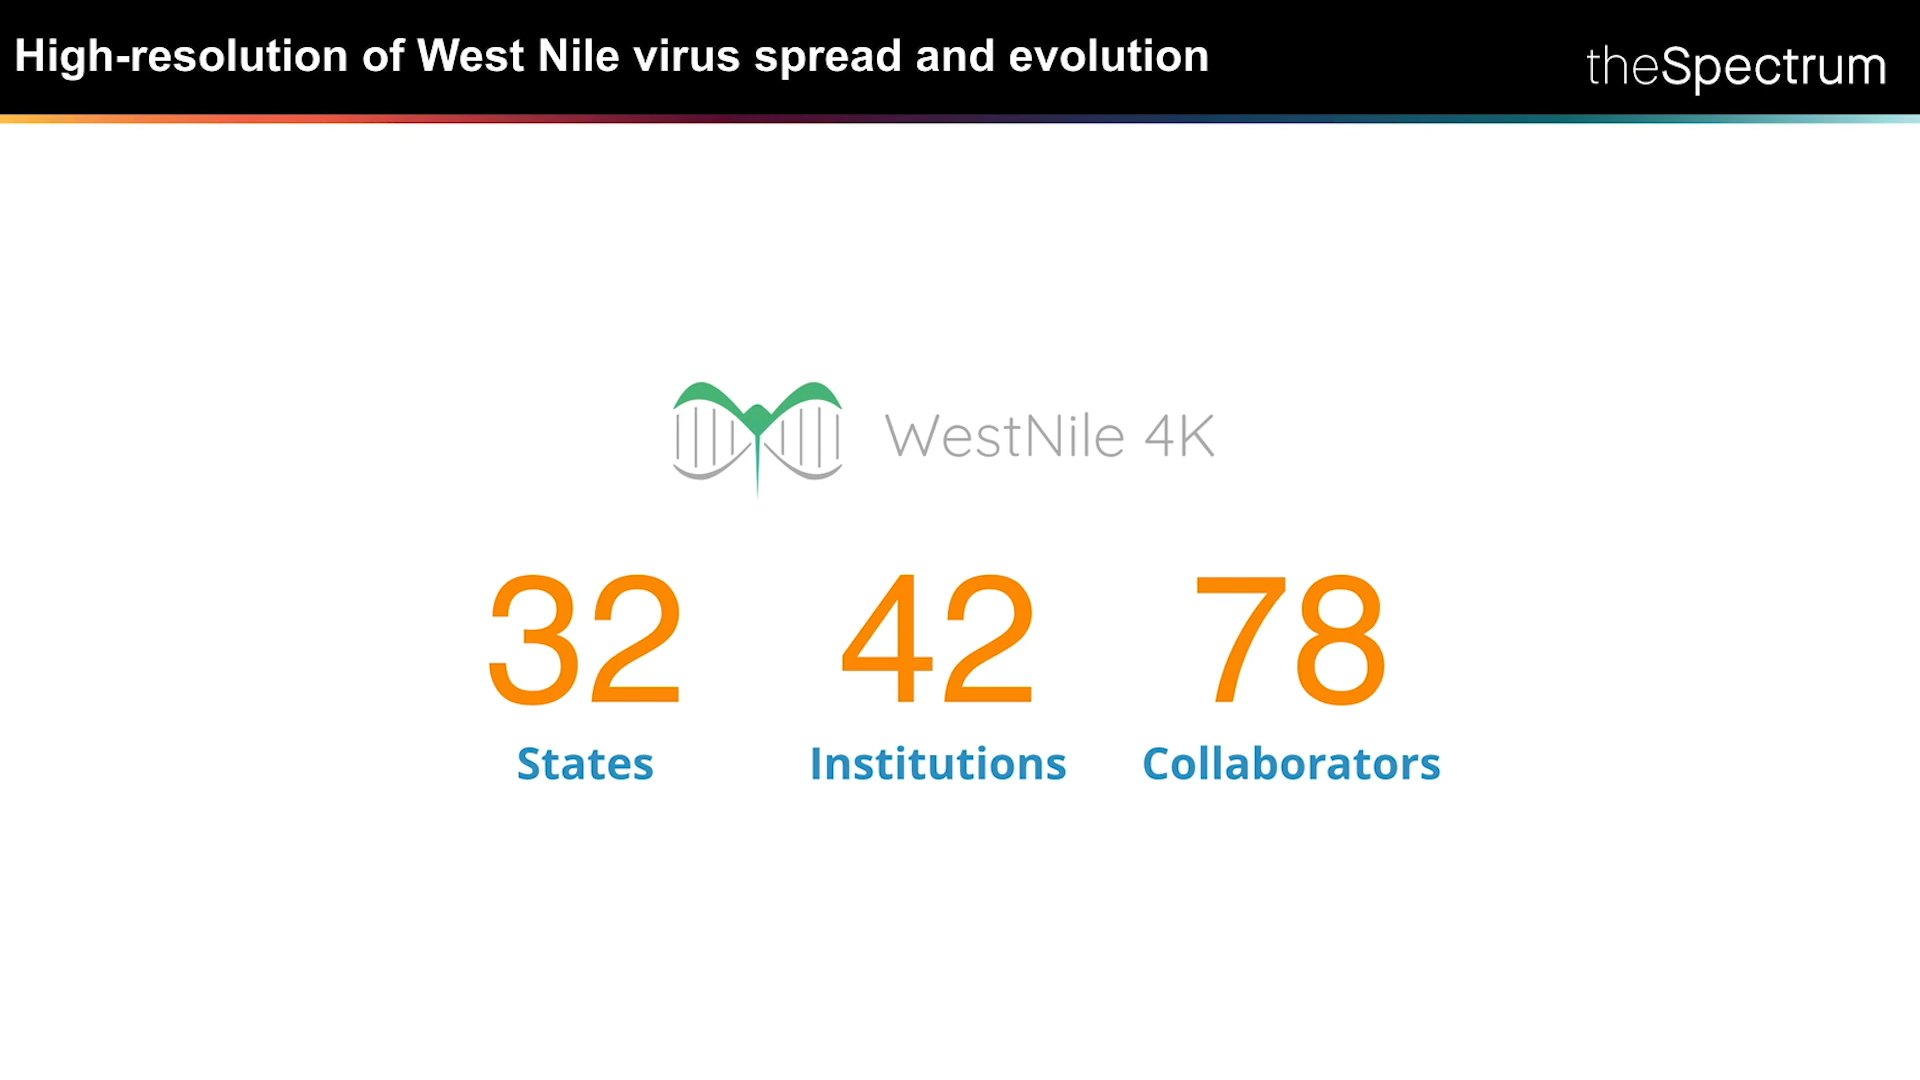 High-resolution of West Nile virus spread and evolution
theSpectrum
WestNile 4K
32 42 78
States Institutions Collaborators